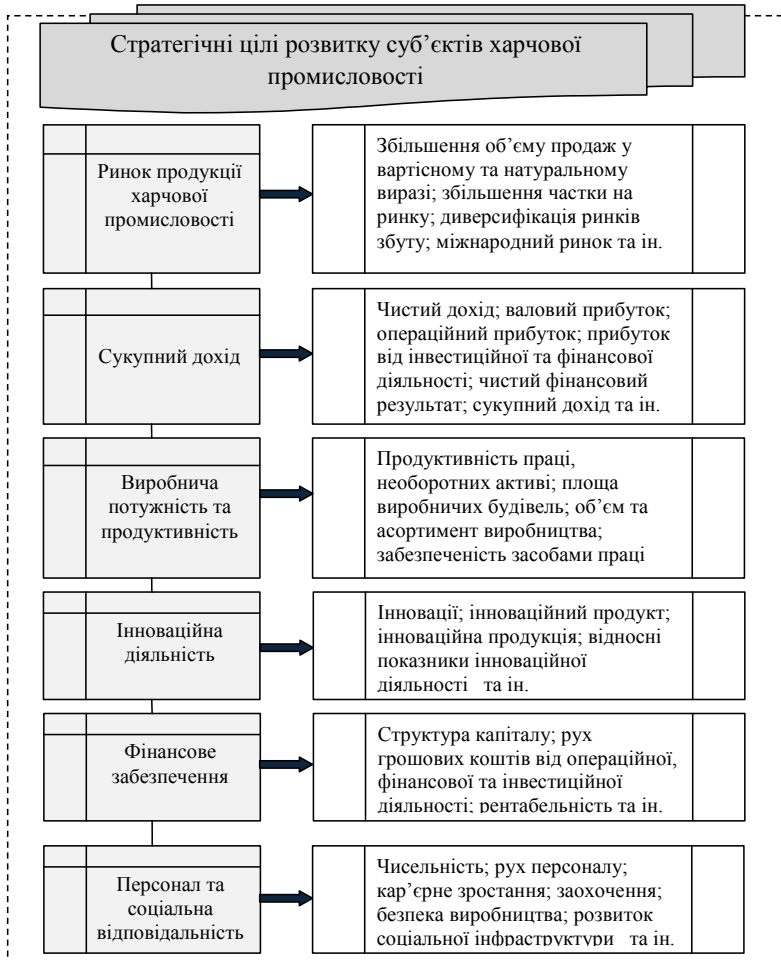 Стратегічні цілі розвитку суб’єктів харчової
промисловості
Ринок продукції
харчової
промисловості
Збільшення об’єму продаж у
вартісному та натуральному
виразі; збільшення частки на
ринку; диверсифікація ринків
збуту; міжнародний ринок та ін.
Сукупний дохід
Чистий дохід; валовий прибуток;
операційний прибуток; прибуток
від інвестиційної та фінансової
діяльності; чистий фінансовий
результат; сукупний дохід та ін.
Виробнича
потужність та
продуктивність
Продуктивність праці,
необоротних активі; площа
виробничих будівель; об’єм та
асортимент виробництва;
забезпеченість засобами праці
Інноваційна
діяльність
Інновації; інноваційний продукт;
інноваційна продукція; відносні
показники інноваційної
діяльності та ін.
Фінансове
забезпечення
Структура капіталу; рух
грошових коштів від операційної,
фінансової та інвестиційної
діяльності; рентабельність та ін.
Персонал та
соціальна
відповідальність
Чисельність; рух персоналу;
кар’єрне зростання; заохочення;
безпека виробництва; розвиток
соціальної інфраструктури та ін.